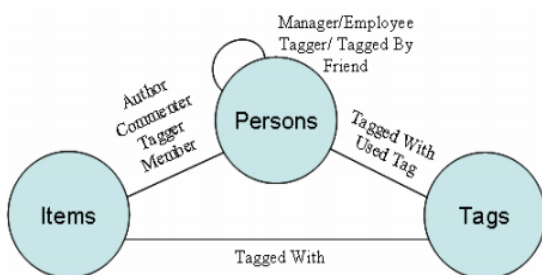 Manager/Employee
Tagger/ Tagged By
Friend
Author
Commenter
Tagger
Member
Persons
Tagged With
Used Tag
Items
Tags
Tagged With